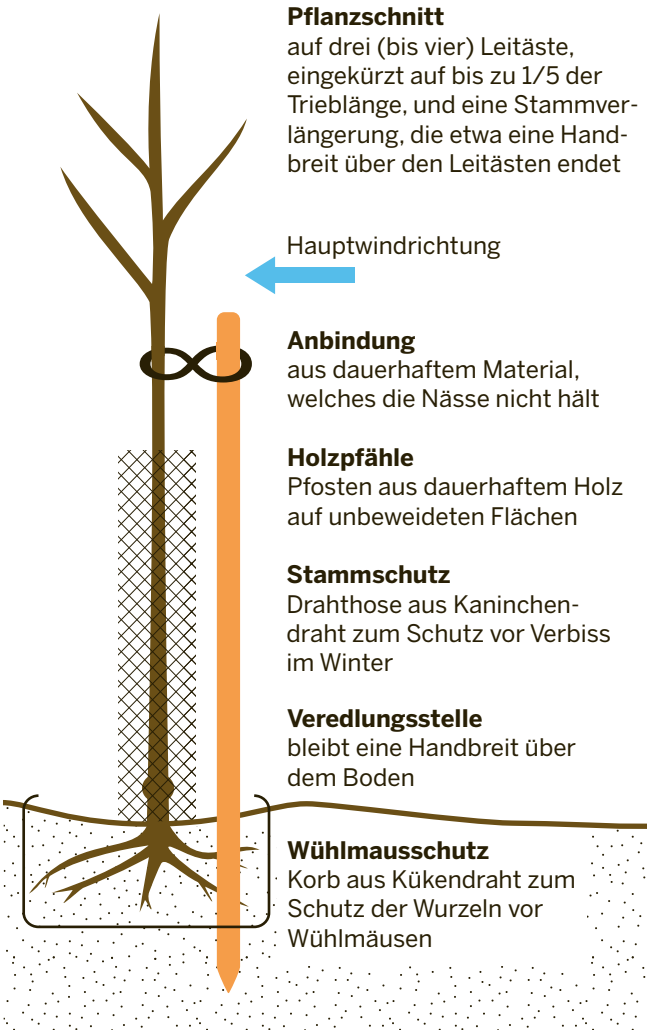 Pflanzschnitt
auf drei (bis vier) Leitäste,
eingekürzt auf bis zu 1/5 der
Trieblänge, und eine Stammver-
längerung, die etwa eine Hand-
breit über den Leitästen endet
Hauptwindrichtung
Anbindung
aus dauerhaftem Material,
welches die Nässe nicht hält
Holzpfähle
Pfosten aus dauerhaftem Holz
auf unbeweideten Flächen
Stammschutz
Drahthose aus Kaninchen-
draht zum Schutz vor Verbiss
im Winter
Veredlungsstelle
bleibt eine Handbreit über
dem Boden
Wühlmausschutz
Korb aus Kükendraht zum
Schutz der Wurzeln vor
Wühlmäusen